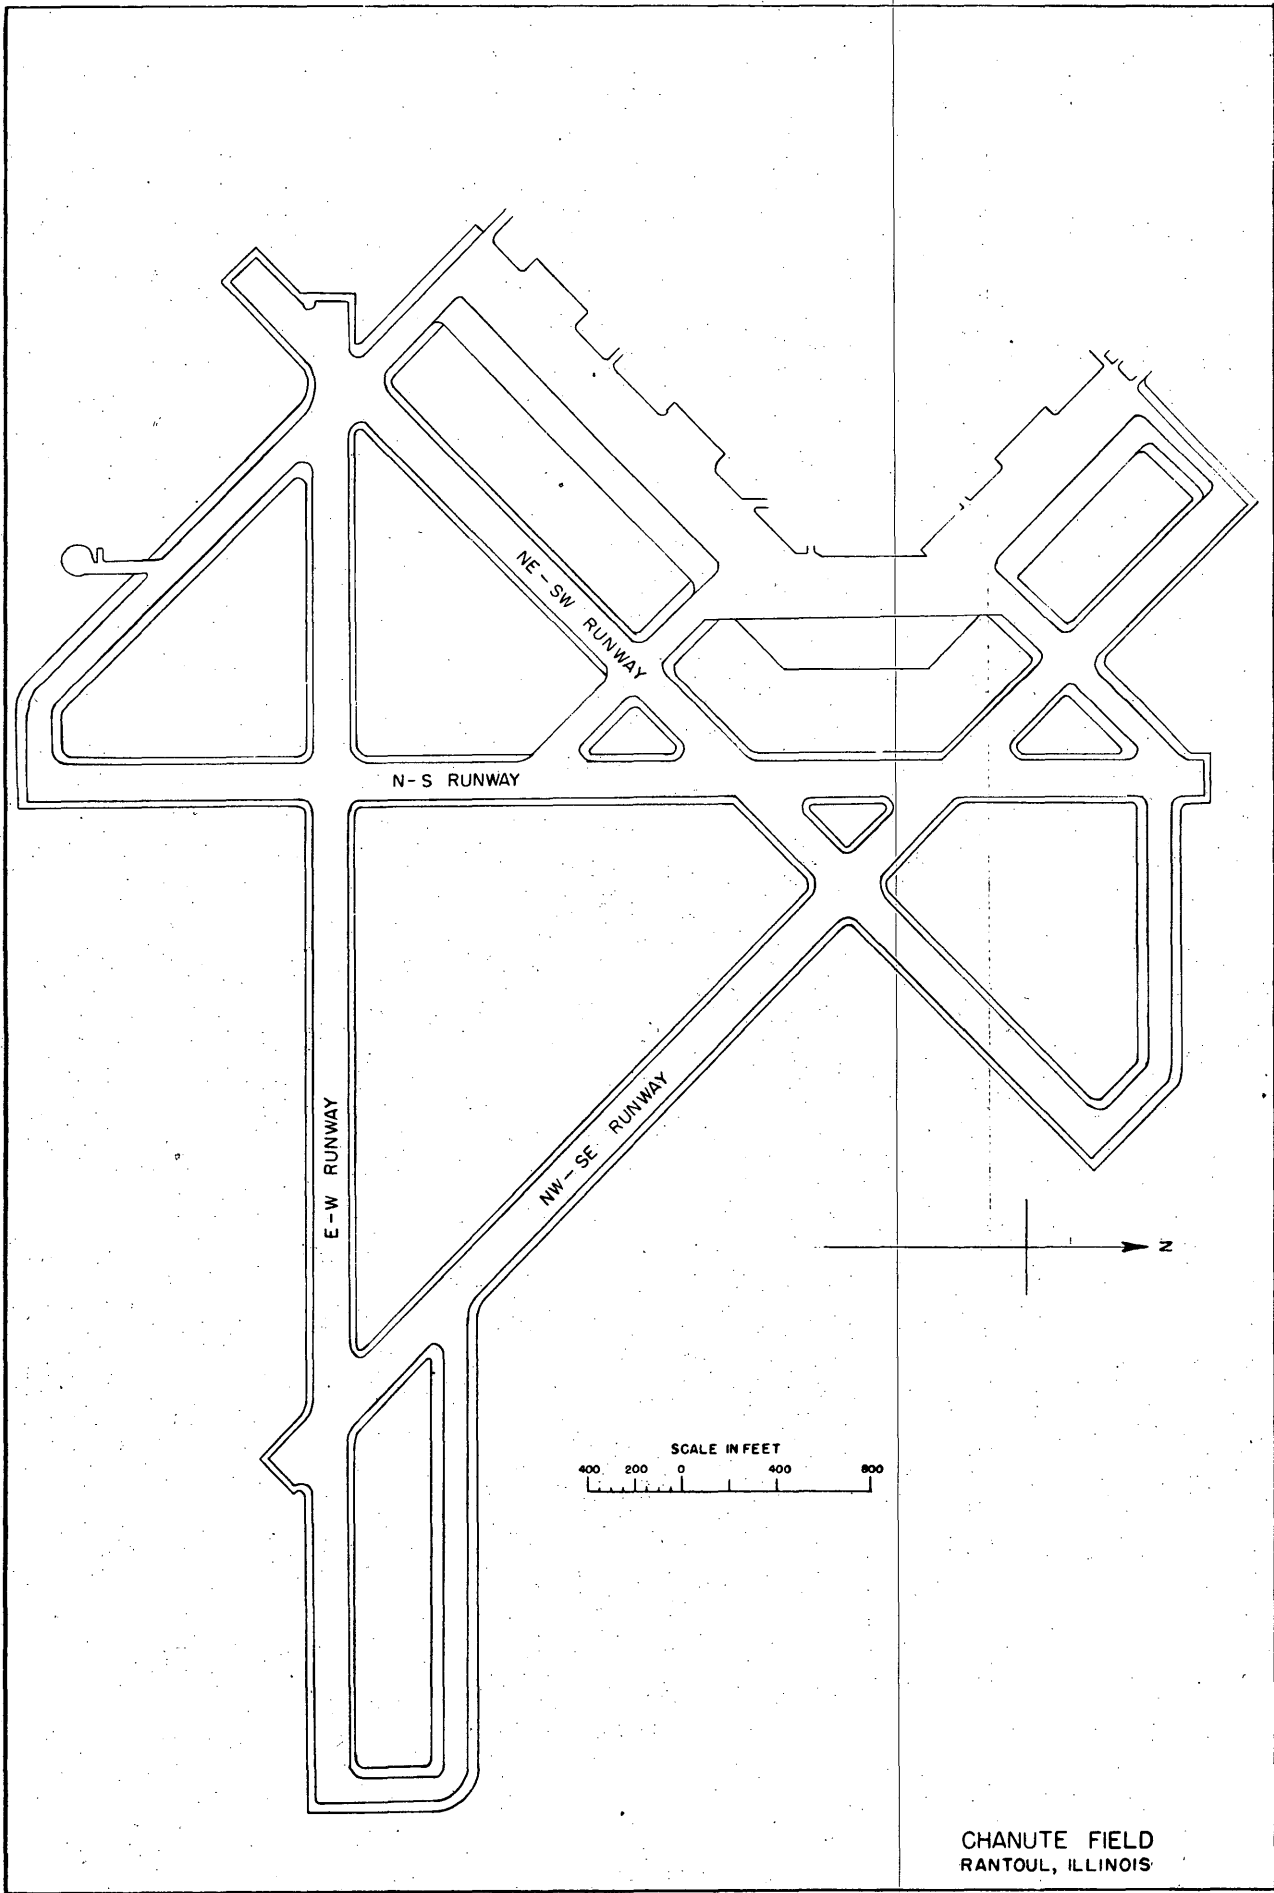 NE - SW RUNWAY
N-S RUNWAY
E-W RUNWAY
NW-SE RUNWAY
N
SCALE IN FEET
400 200 0 400 800
CHANUTE FIELD
RANTOUL, ILLINOIS